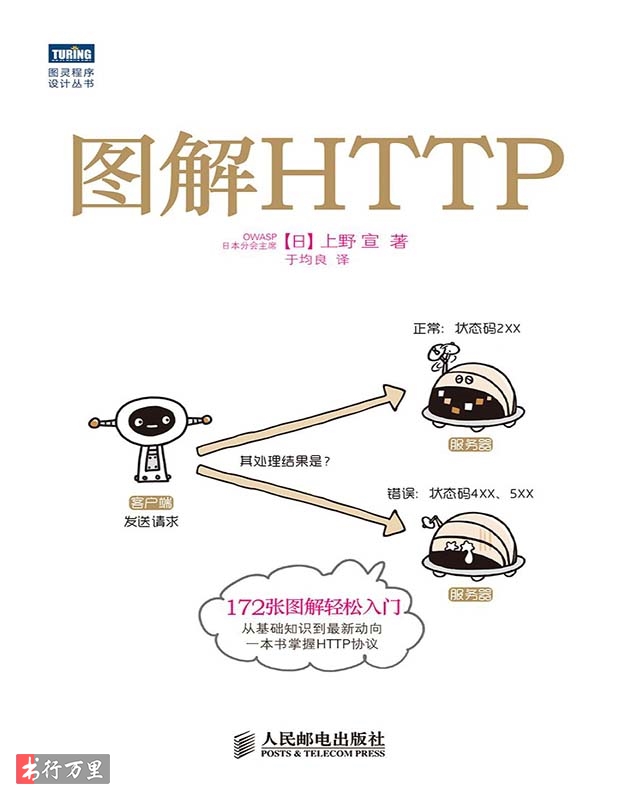 TURING
图灵程序
设计丛书
图解HTTP
OWASP
日本分会主席
【日】上野 宣 著
于均良 译
正常：状态码2XX
服务器
其处理结果是？
客户端
发送请求
错误：状态码4XX、5XX
服务器
172张图解轻松入门
从基础知识到最新动向
一本书掌握HTTP协议
人民邮电出版社
POSTS & TELECOM PRESS
书行万里